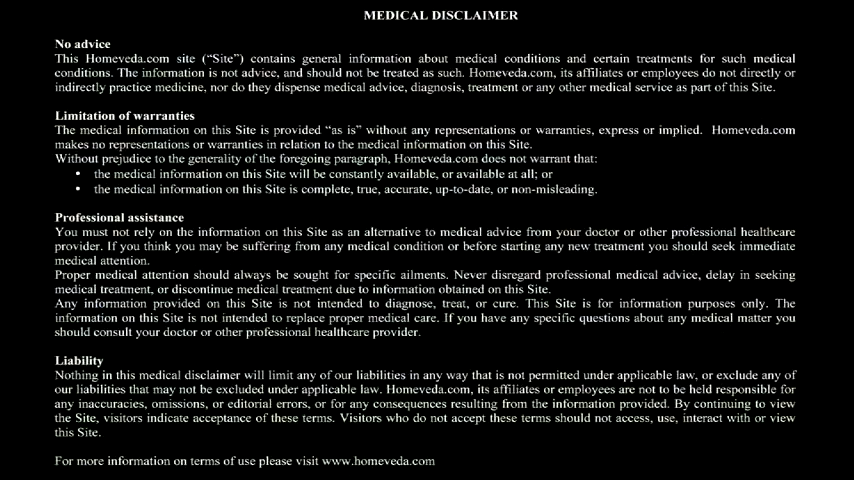 MEDICAL DISCLAIMER
No advice
This Homeveda.com site (“Site”) contains general information about medical conditions and certain treatments for such medical
conditions. The information is not advice, and should not be treated as such. Homeveda.com, its affiliates or employees do not directly or
indirectly practice medicine, nor do they dispense medical advice, diagnosis, treatment or any other medical service as part of this Site.
Limitation of warranties
The medical information on this Site is provided “as is” without any representations or warranties, express or implied. Homeveda.com
makes no representations or warranties in relation to the medical information on this Site.
Without prejudice to the generality of the foregoing paragraph, Homeveda.com does not warrant that:
• the medical information on this Site will be constantly available, or available at all; or
• the medical information on this Site is complete, true, accurate, up-to-date, or non-misleading.
Professional assistance
You must not rely on the information on this Site as an alternative to medical advice from your doctor or other professional healthcare
provider. If you think you may be suffering from any medical condition or before starting any new treatment you should seek immediate
medical attention.
Proper medical attention should always be sought for specific ailments. Never disregard professional medical advice, delay in seeking
medical treatment, or discontinue medical treatment due to information obtained on this Site.
Any information provided on this Site is not intended to diagnose, treat, or cure. This Site is for information purposes only. The
information on this Site is not intended to replace proper medical care. If you have any specific questions about any medical matter you
should consult your doctor or other professional healthcare provider.
Liability
Nothing in this medical disclaimer will limit any of our liabilities in any way that is not permitted under applicable law, or exclude any of
our liabilities that may not be excluded under applicable law. Homeveda.com, its affiliates or employees are not to be held responsible for
any inaccuracies, omissions, or editorial errors, or for any consequences resulting from the information provided. By continuing to view
the Site, visitors indicate acceptance of these terms. Visitors who do not accept these terms should not access, use, interact with or view
this Site.
For more information on terms of use please visit www.homeveda.com